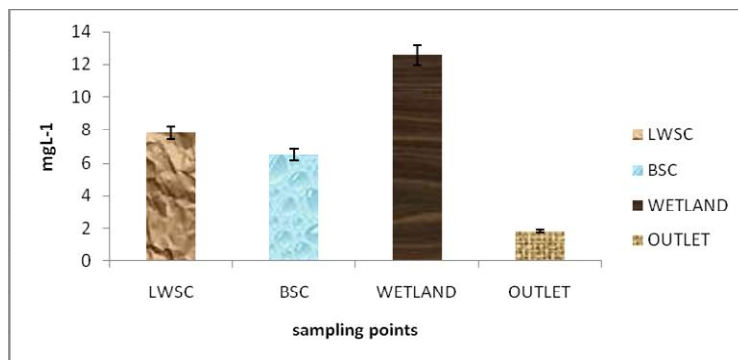 14
12
10
8
6
4
2
0
mgL-1
LWSC
BSC
WETLAND
OUTLET
sampling points
LWSC
BSC
WETLAND
OUTLET